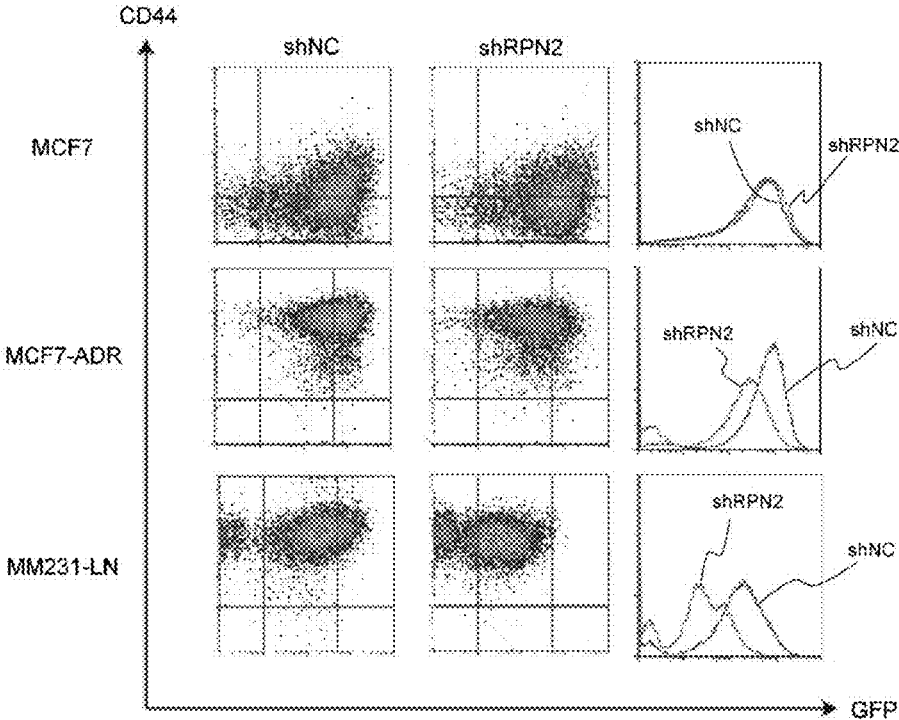 CD44
shNC
shRPN2
MCF7
shNC
shRPN2
MCF7-ADR
shRPN2
shNC
MM231-LN
shRPN2
shNC
GFP